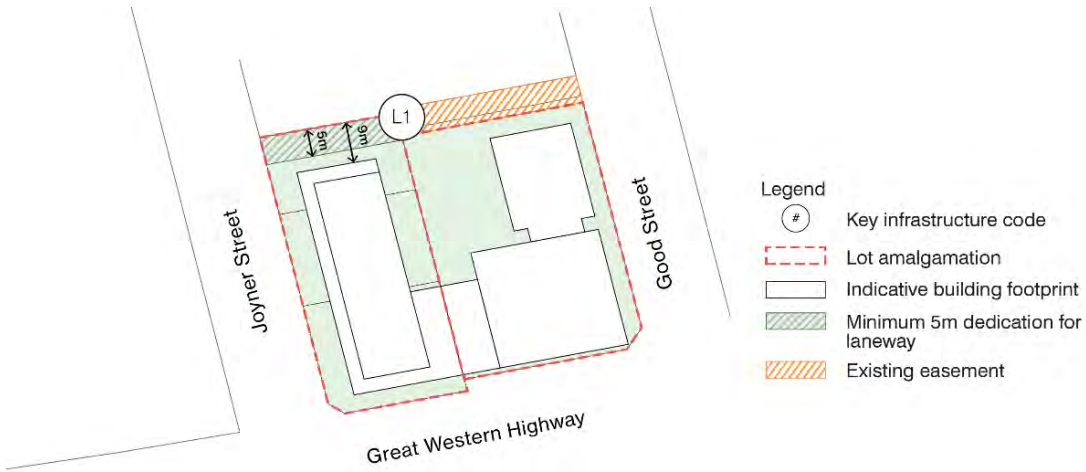 L1
5m
9m
Joyner Street
Good Street
Great Western Highway
Legend
#
Key infrastructure code
Lot amalgamation
Indicative building footprint
Minimum 5m dedication for
laneway
Existing easement